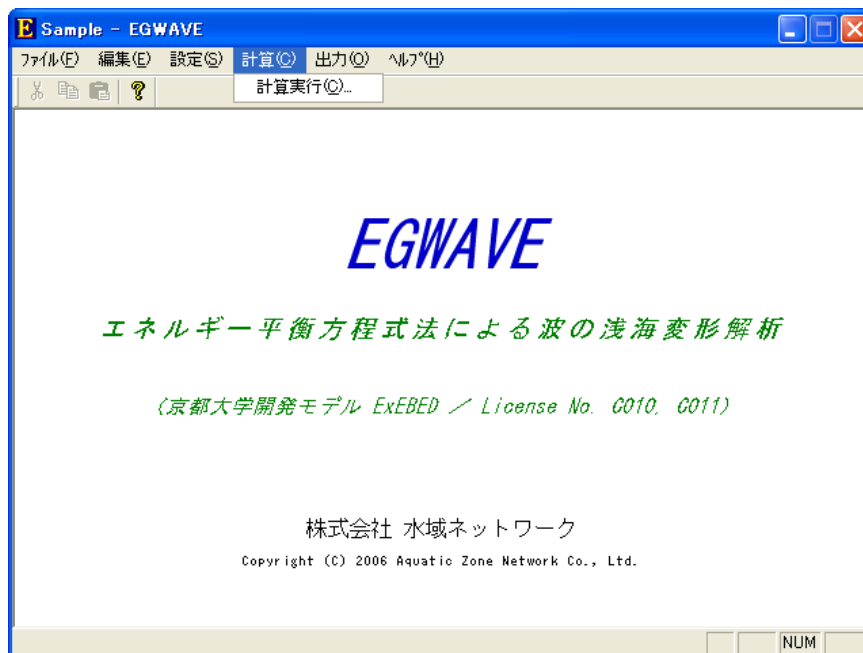 Sample - EGWAVE
ﾌｧｲﾙ(F) 編集(E) 設定(S) 計算(C) 出力(O) ﾍﾙﾌﾟ(H)
計算実行(C)...
EGWAVE
エネルギー平衡方程式法による波の浅海変形解析
(京都大学開発モデル ExEBED ／ License No. G010, G011)
株式会社 水域ネットワーク
Copyright (C) 2006 Aquatic Zone Network Co., Ltd.
NUM